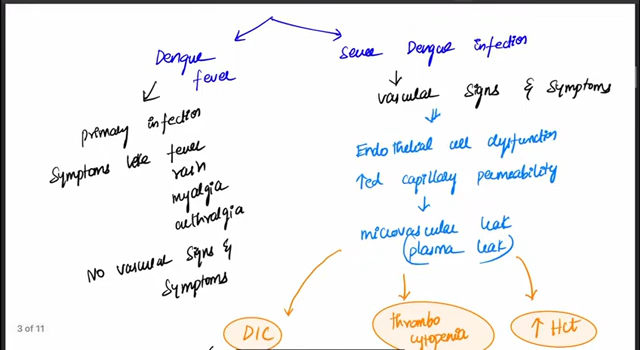 Dengue
fever
Primary infection
Symptoms like fever
rash
myalgia
arthralgia
No vascular signs &
symptoms
Severe Dengue infection
Vascular signs & symptoms
Endothelial cell dysfunction
↑ed capillary permeability
microvascular leak
(plasma leak)
DIC
thrombo
cytopenia
↑ Hct
3 of 11